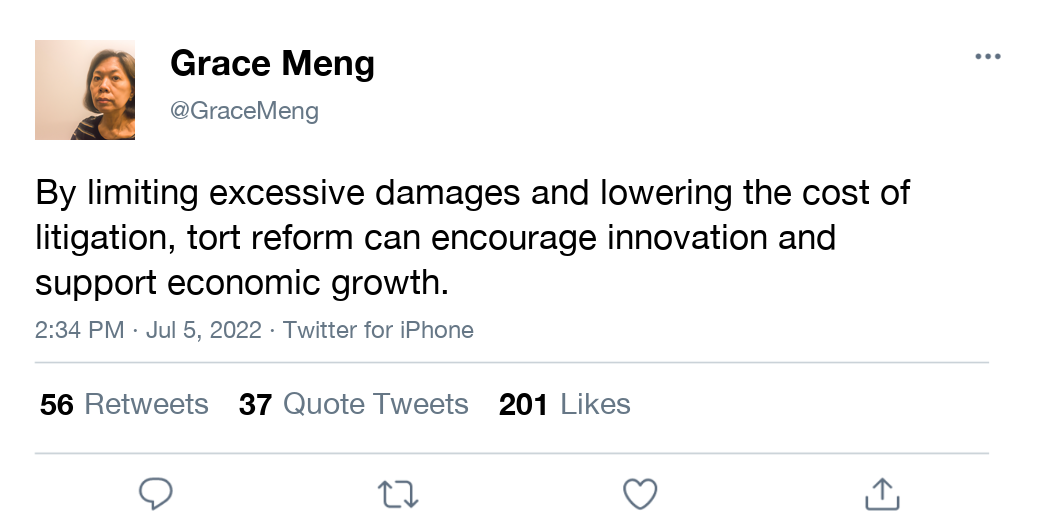 Grace Meng
@GraceMeng
By limiting excessive damages and lowering the cost of
litigation, tort reform can encourage innovation and
support economic growth.
2:34 PM · Jul 5, 2022 · Twitter for iPhone
56 Retweets 37 Quote Tweets 201 Likes